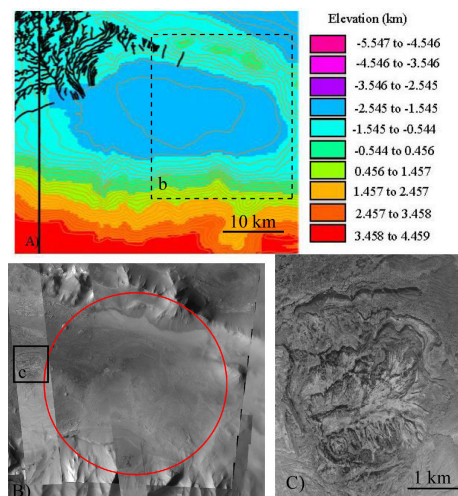 Elevation (km)
-5.547 to -4.546
-4.546 to -3.546
-3.546 to -2.545
-2.545 to -1.545
-1.545 to -0.544
-0.544 to 0.456
0.456 to 1.457
1.457 to 2.457
2.457 to 3.458
3.458 to 4.459
b
10 km
A)
c
B)
C)
1 km